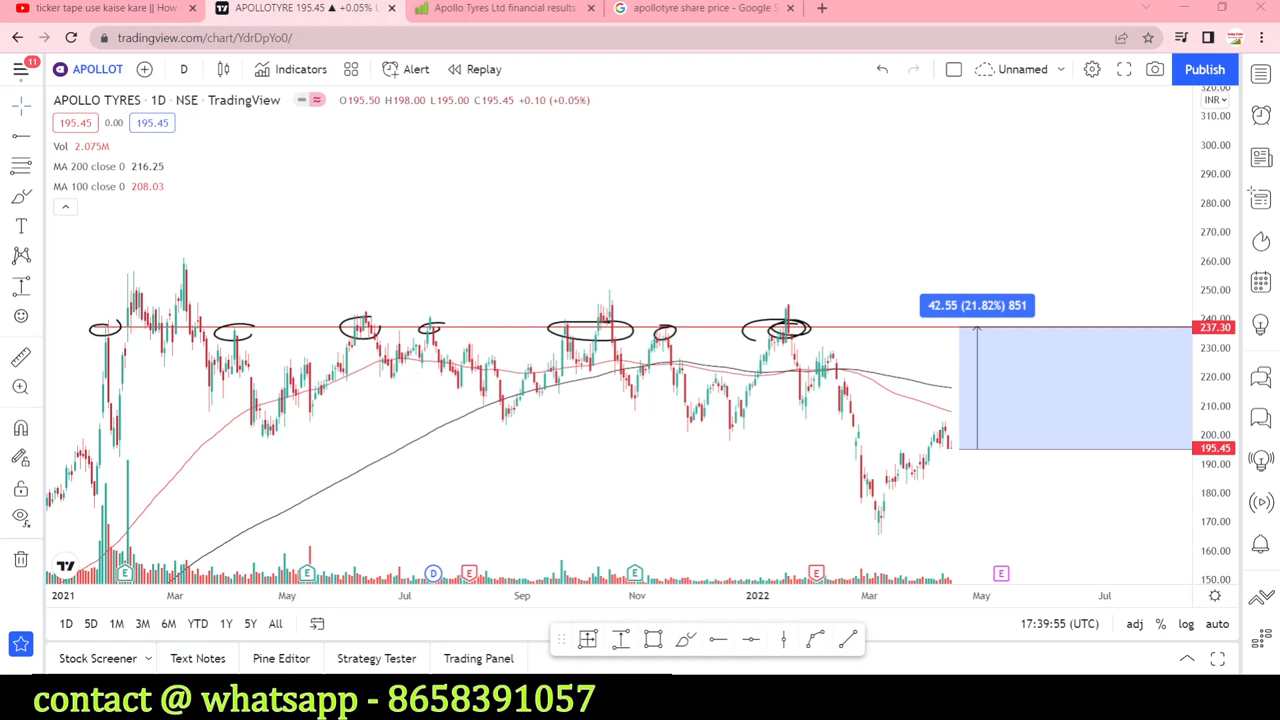 ticker tape use kaise kare || How
APOLLOTYRE 195.45 ▲ +0.05%
Apollo Tyres Ltd financial results
apollotyre share price - Google S
tradingview.com/chart/YdrDpYo0/
11
APOLLOT
D
Indicators
Alert
Replay
Unnamed
Publish
APOLLO TYRES · 1D · NSE · TradingView
O195.50 H198.00 L195.00 C195.45 +0.10 (+0.05%)
INR
195.45 0.00 195.45
Vol 2.075M
MA 200 close 0 216.25
MA 100 close 0 208.03
320.00
310.00
300.00
290.00
280.00
270.00
260.00
250.00
240.00
237.30
230.00
220.00
210.00
200.00
195.45
190.00
180.00
170.00
160.00
150.00
42.55 (21.82%) 851
E
E
D
E
E
E
E
2021 Mar May Jul Sep Nov 2022 Mar May Jul
1D 5D 1M 3M 6M YTD 1Y 5Y All
17:39:55 (UTC) adj % log auto
Stock Screener Text Notes Pine Editor Strategy Tester Trading Panel
contact @ whatsapp - 8658391057